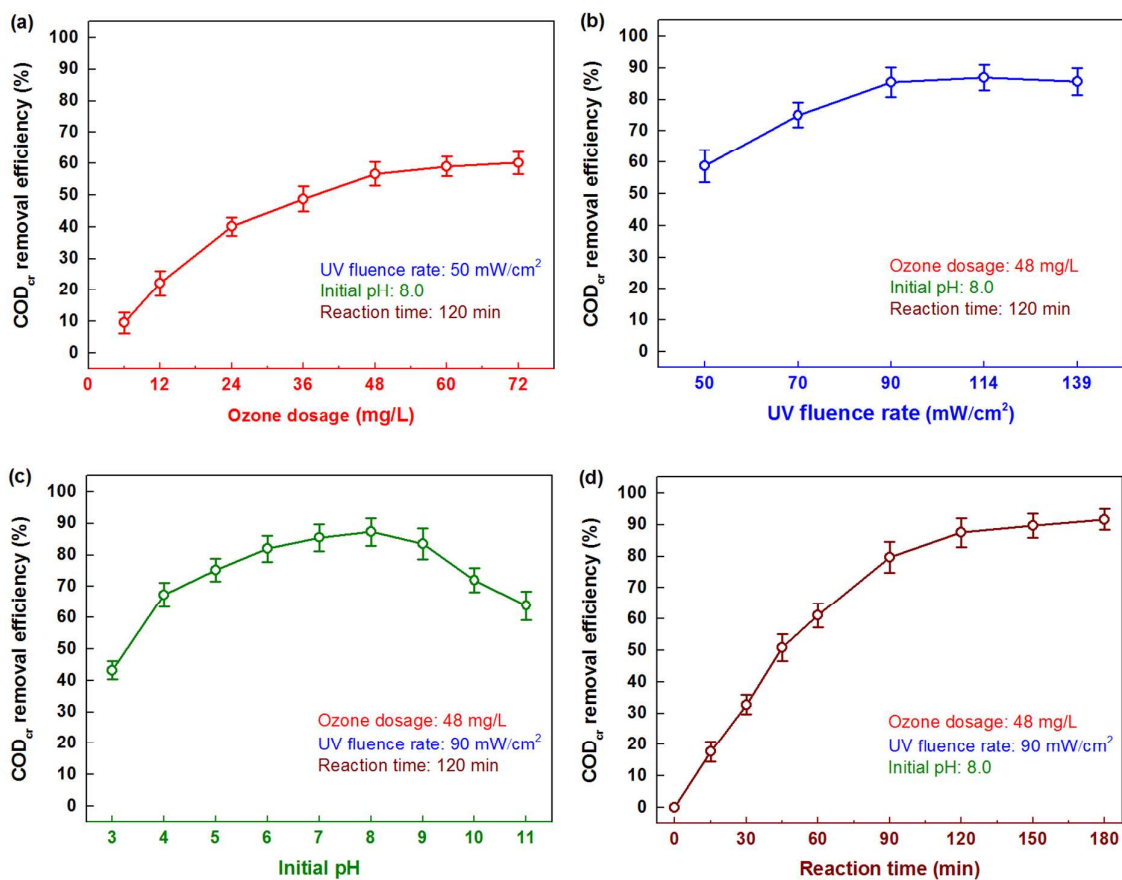 (a)
100
90
80
70
60
50
40
30
20
10
0
COD_cr removal efficiency (%)
UV fluence rate: 50 mW/cm²
Initial pH: 8.0
Reaction time: 120 min
0 12 24 36 48 60 72
Ozone dosage (mg/L)
(b)
100
90
80
70
60
50
40
30
20
10
0
COD_cr removal efficiency (%)
Ozone dosage: 48 mg/L
Initial pH: 8.0
Reaction time: 120 min
50 70 90 114 139
UV fluence rate (mW/cm²)
(c)
100
90
80
70
60
50
40
30
20
10
0
COD_cr removal efficiency (%)
Ozone dosage: 48 mg/L
UV fluence rate: 90 mW/cm²
Reaction time: 120 min
3 4 5 6 7 8 9 10 11
Initial pH
(d)
100
90
80
70
60
50
40
30
20
10
0
COD_cr removal efficiency (%)
Ozone dosage: 48 mg/L
UV fluence rate: 90 mW/cm²
Initial pH: 8.0
0 30 60 90 120 150 180
Reaction time (min)